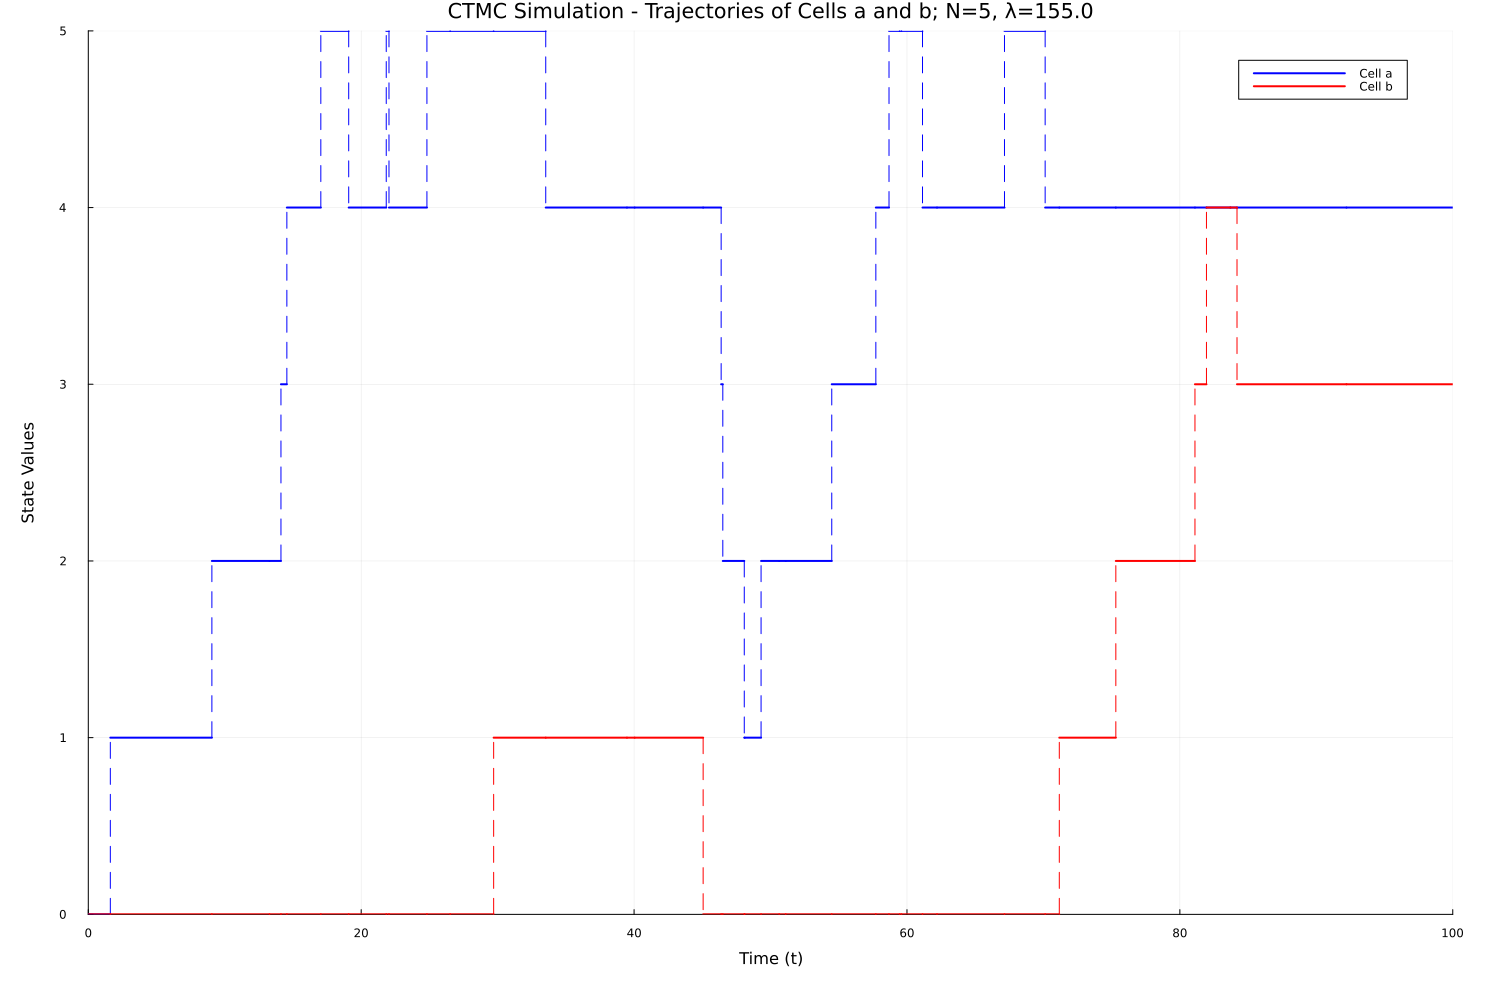 CTMC Simulation - Trajectories of Cells a and b; N=5, λ=155.0
5
Cell a
Cell b
4
3
State Values
2
1
0
0 20 40 60 80 100
Time (t)